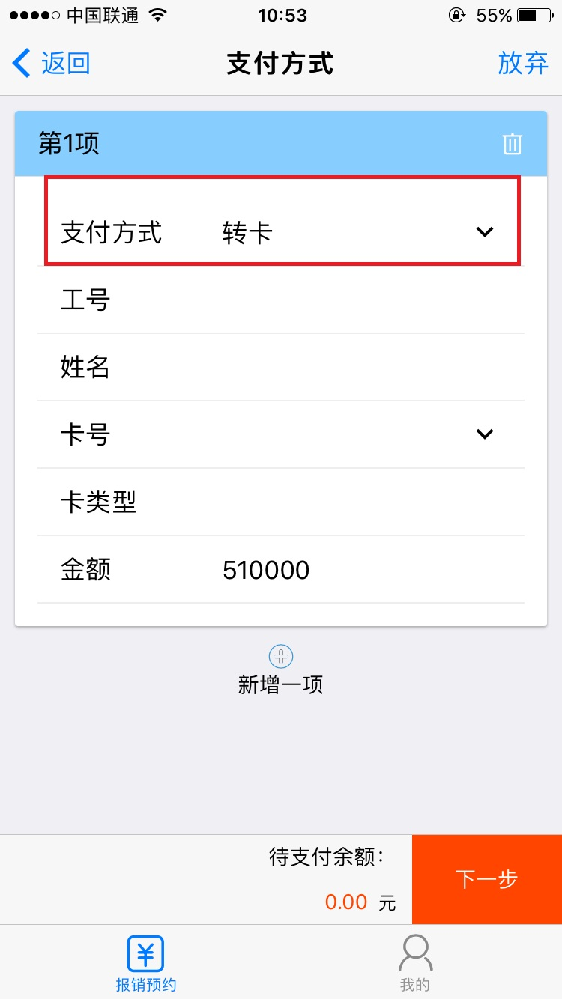 中国联通 10:53 55%
返回 支付方式 放弃
第1项
支付方式 转卡
工号
姓名
卡号
卡类型
金额 510000
新增一项
待支付余额：
0.00 元
下一步
¥
报销预约 我的